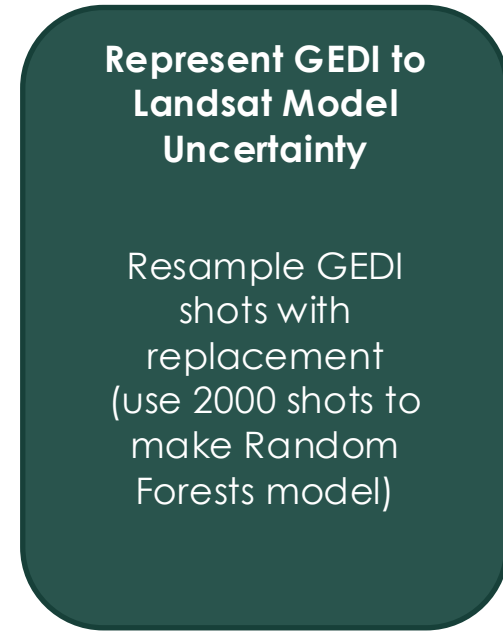 Represent GEDI to
Landsat Model
Uncertainty
Resample GEDI
shots with
replacement
(use 2000 shots to
make Random
Forests model)